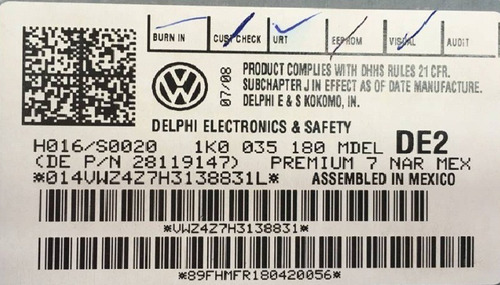 BURN IN CUST CHECK URT EEPROM VISUAL AUDIT
07/08
PRODUCT COMPLIES WITH DHHS RULES 21 CFR.
SUBCHAPTER J IN EFFECT AS OF DATE MANUFACTURE.
DELPHI E & S KOKOMO, IN.
DELPHI ELECTRONICS & SAFETY
H016/S0020 1K0 035 180 MDEL DE2
(DE P/N 28119147) PREMIUM 7 NAR MEX
*014VWZ4Z7H3138831L* ASSEMBLED IN MEXICO
*VWZ4Z7H3138831*
*89FHMFR180420056*